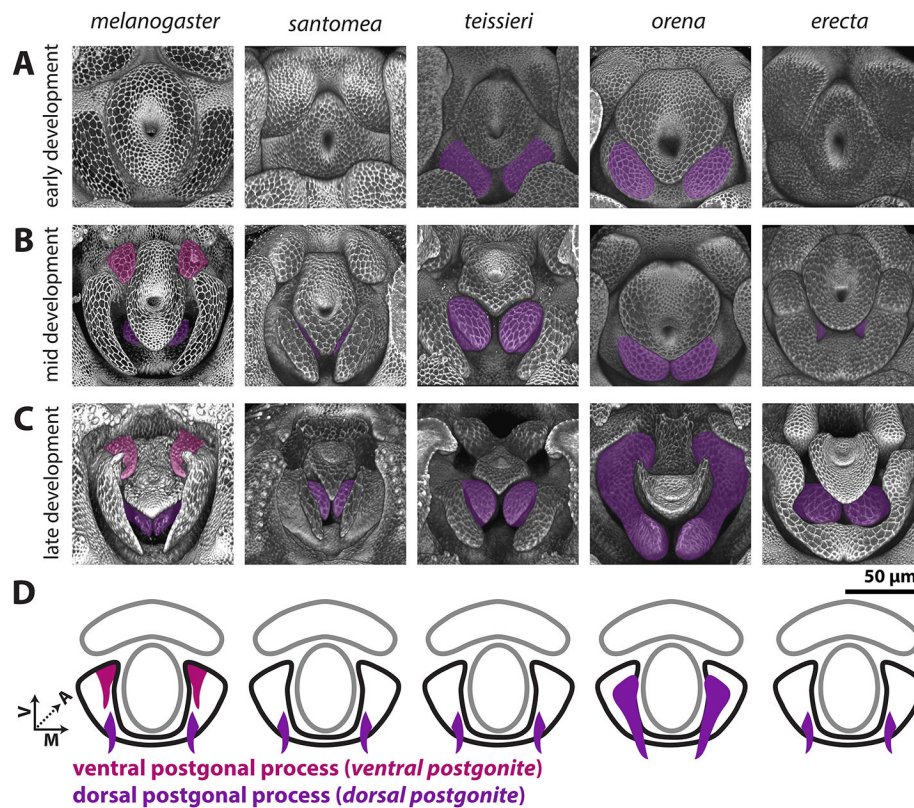 melanogaster santomea teissieri orena erecta
A
early development
B
mid development
C
late development
50 µm
D
V A
M
ventral postgonal process (ventral postgonite)
dorsal postgonal process (dorsal postgonite)